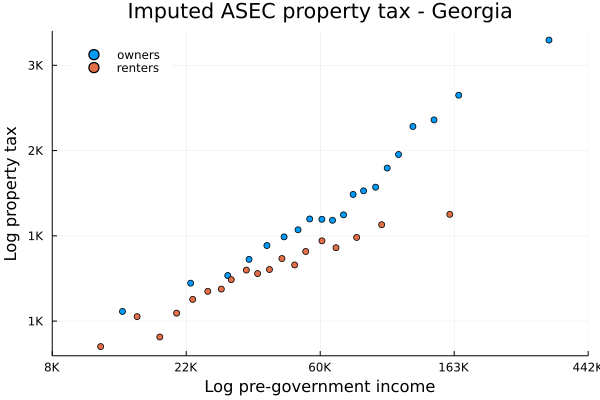 Imputed ASEC property tax - Georgia
owners
renters
Log property tax
3K
2K
1K
1K
8K 22K 60K 163K 442K
Log pre-government income